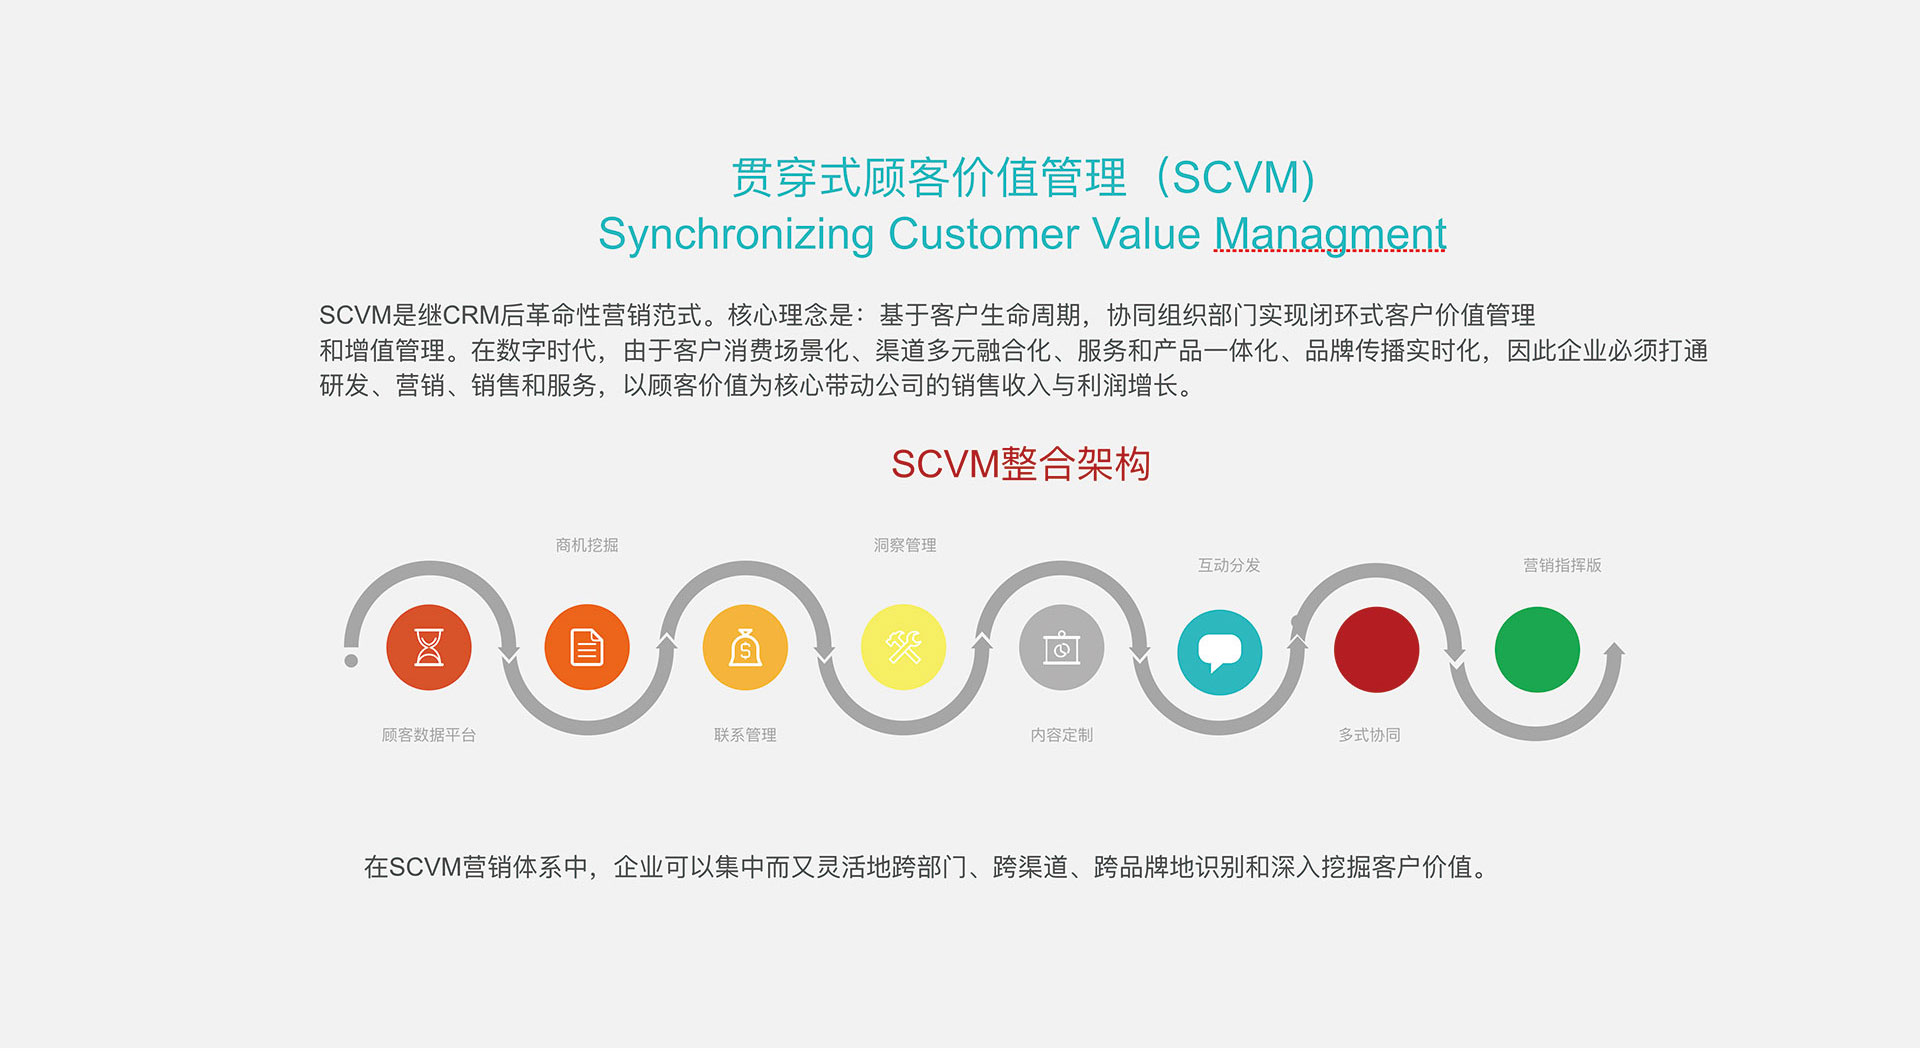 贯穿式顾客价值管理（SCVM)
Synchronizing Customer Value Managment
SCVM是继CRM后革命性营销范式。核心理念是：基于客户生命周期，协同组织部门实现闭环式客户价值管理
和增值管理。在数字时代，由于客户消费场景化、渠道多元融合化、服务和产品一体化、品牌传播实时化，因此企业必须打通
研发、营销、销售和服务，以顾客价值为核心带动公司的销售收入与利润增长。
SCVM整合架构
商机挖掘
洞察管理
互动分发
营销指挥版
顾客数据平台
联系管理
内容定制
多式协同
在SCVM营销体系中，企业可以集中而又灵活地跨部门、跨渠道、跨品牌地识别和深入挖掘客户价值。